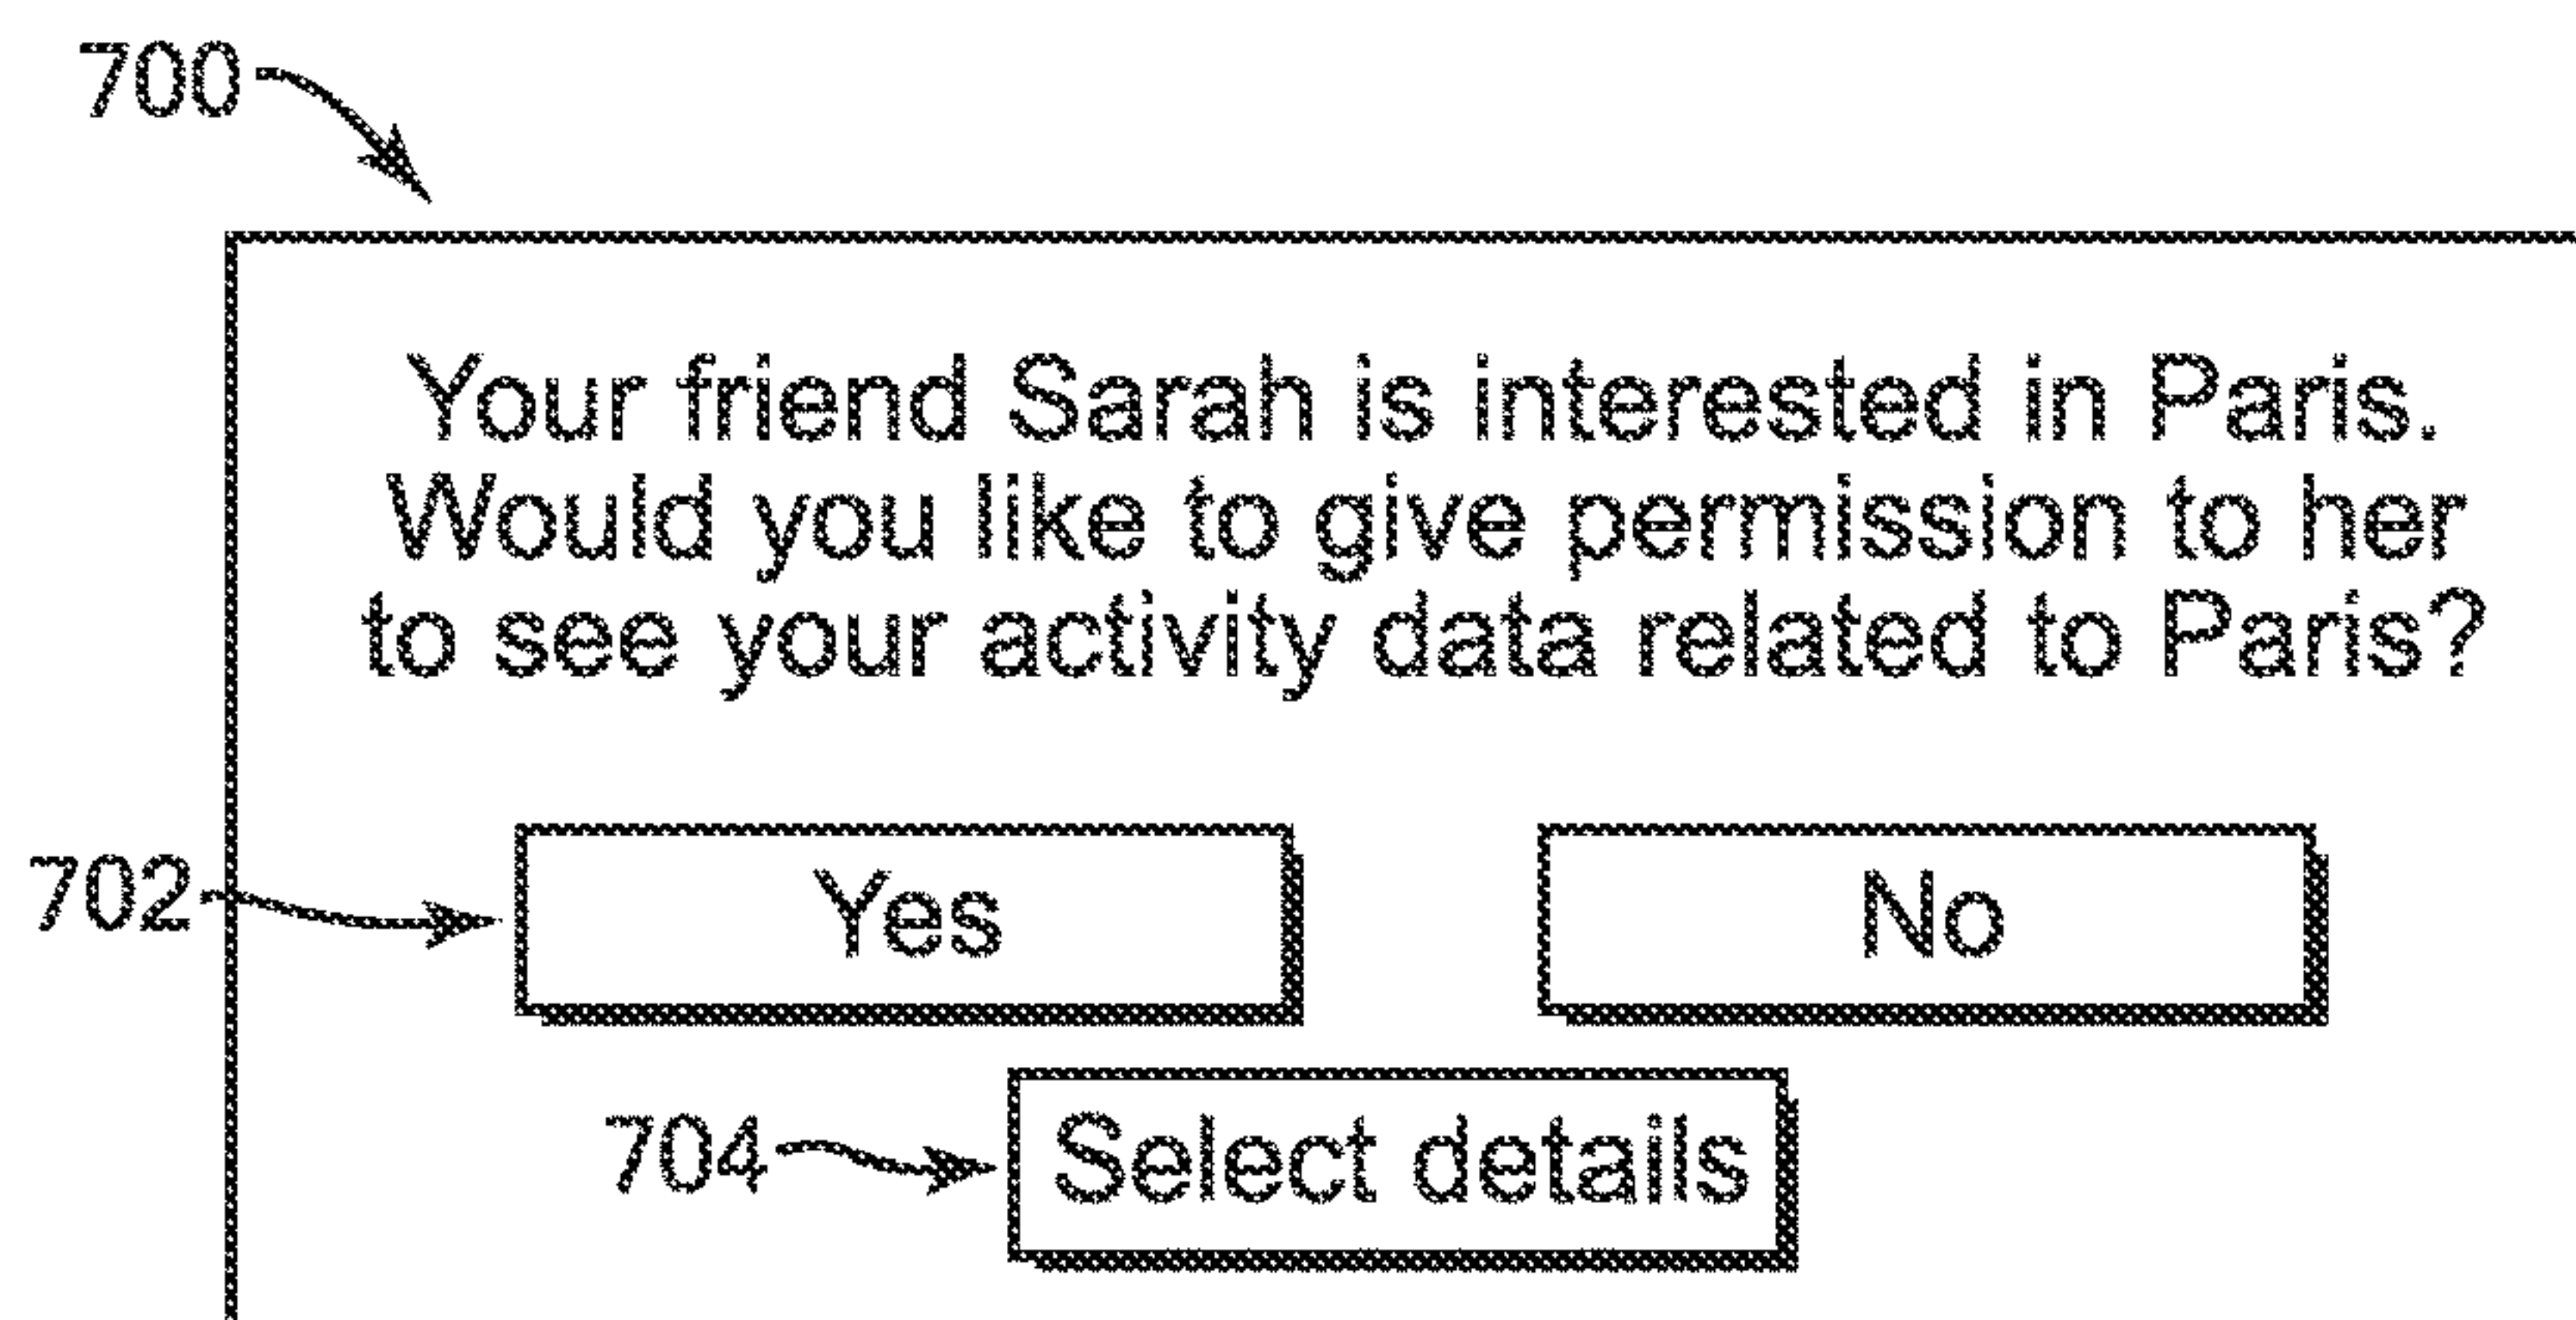 700
Your friend Sarah is interested in Paris.
Would you like to give permission to her
to see your activity data related to Paris?
702
Yes
No
704
Select details